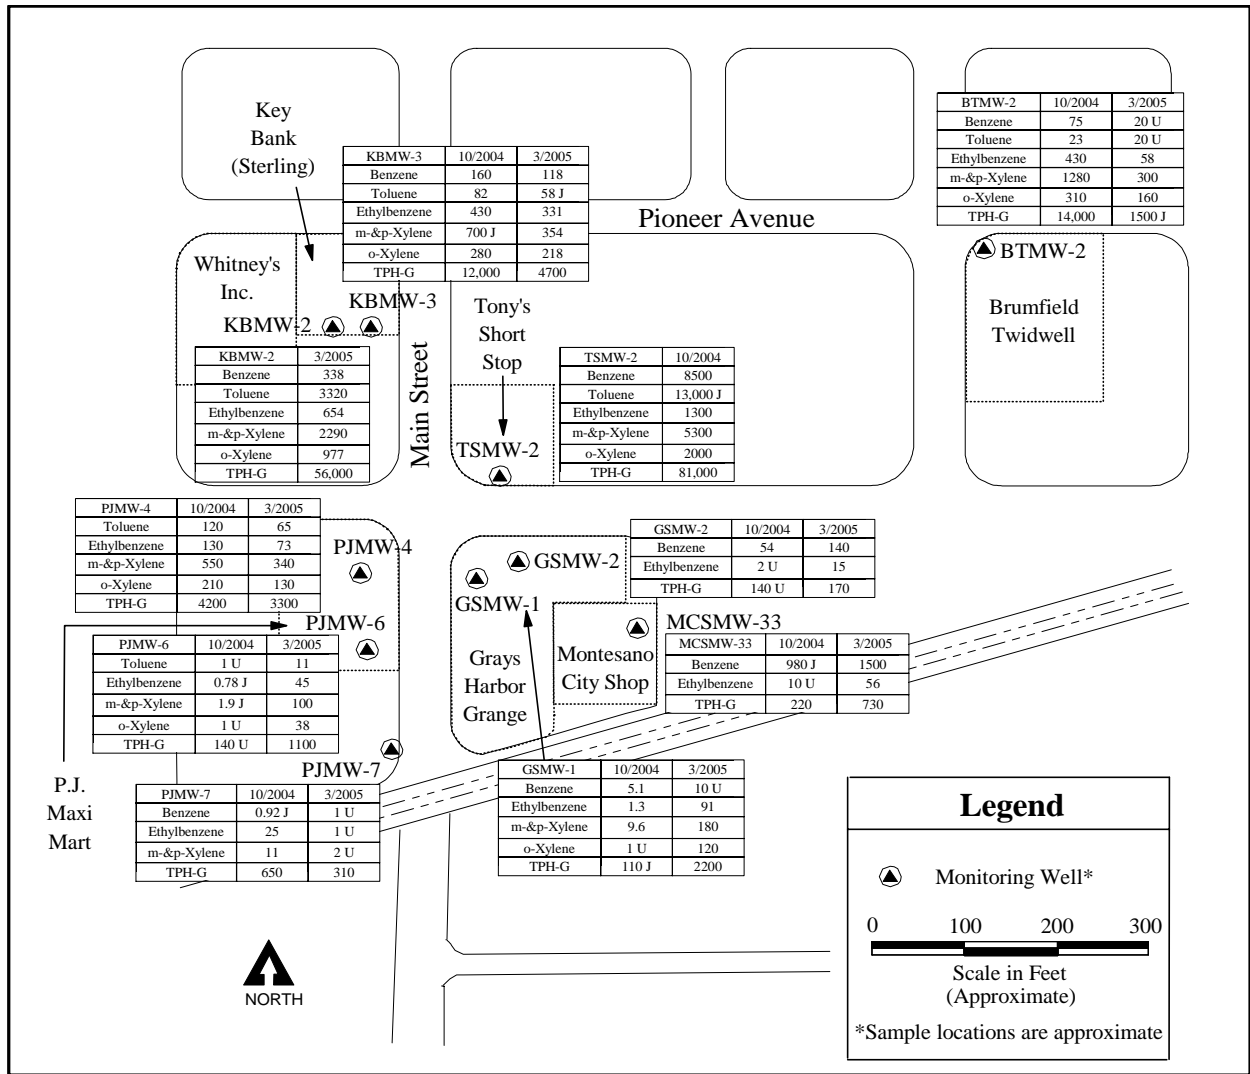 Key
Bank
(Sterling)
KBMW-3 10/2004 3/2005
Benzene 160 118
Toluene 82 58 J
Ethylbenzene 430 331
m-&p-Xylene 700 J 354
o-Xylene 280 218
TPH-G 12,000 4700
BTMW-2 10/2004 3/2005
Benzene 75 20 U
Toluene 23 20 U
Ethylbenzene 430 58
m-&p-Xylene 1280 300
o-Xylene 310 160
TPH-G 14,000 1500 J
Pioneer Avenue
Whitney's
Inc.
KBMW-2
KBMW-3
Main Street
Tony's
Short
Stop
BTMW-2
Brumfield
Twidwell
KBMW-2 3/2005
Benzene 338
Toluene 3320
Ethylbenzene 654
m-&p-Xylene 2290
o-Xylene 977
TPH-G 56,000
TSMW-2 10/2004
Benzene 8500
Toluene 13,000 J
Ethylbenzene 1300
m-&p-Xylene 5300
o-Xylene 2000
TPH-G 81,000
TSMW-2
PJMW-4 10/2004 3/2005
Toluene 120 65
Ethylbenzene 130 73
m-&p-Xylene 550 340
o-Xylene 210 130
TPH-G 4200 3300
PJMW-4
PJMW-6
GSMW-2
GSMW-1
GSMW-2 10/2004 3/2005
Benzene 54 140
Ethylbenzene 2 U 15
TPH-G 140 U 170
MCSMW-33
MCSMW-33 10/2004 3/2005
Benzene 980 J 1500
Ethylbenzene 10 U 56
TPH-G 220 730
PJMW-6 10/2004 3/2005
Toluene 1 U 11
Ethylbenzene 0.78 J 45
m-&p-Xylene 1.9 J 100
o-Xylene 1 U 38
TPH-G 140 U 1100
Grays
Harbor
Grange
Montesano
City Shop
PJMW-7
P.J.
Maxi
Mart
PJMW-7 10/2004 3/2005
Benzene 0.92 J 1 U
Ethylbenzene 25 1 U
m-&p-Xylene 11 2 U
TPH-G 650 310
GSMW-1 10/2004 3/2005
Benzene 5.1 10 U
Ethylbenzene 1.3 91
m-&p-Xylene 9.6 180
o-Xylene 1 U 120
TPH-G 110 J 2200
NORTH
Legend
Monitoring Well*
0 100 200 300
Scale in Feet
(Approximate)
*Sample locations are approximate